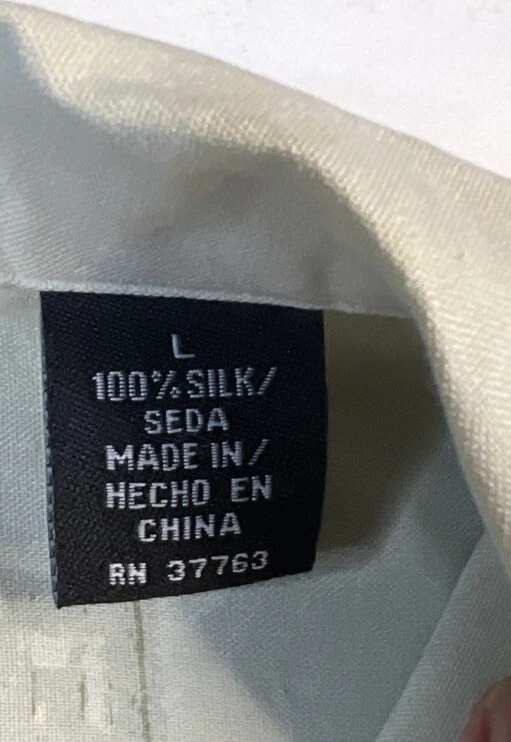 L
100% SILK/
SEDA
MADE IN/
HECHO EN
CHINA
RN 37763